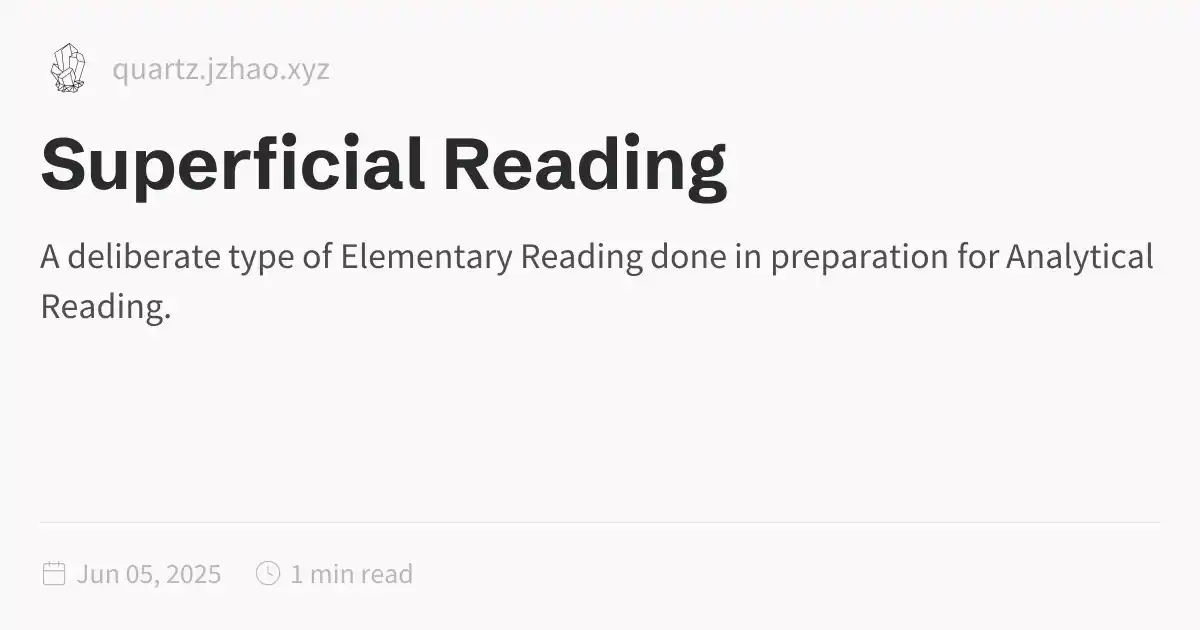 quartz.jzhao.xyz
Superficial Reading
A deliberate type of Elementary Reading done in preparation for Analytical
Reading.
Jun 05, 2025 1 min read